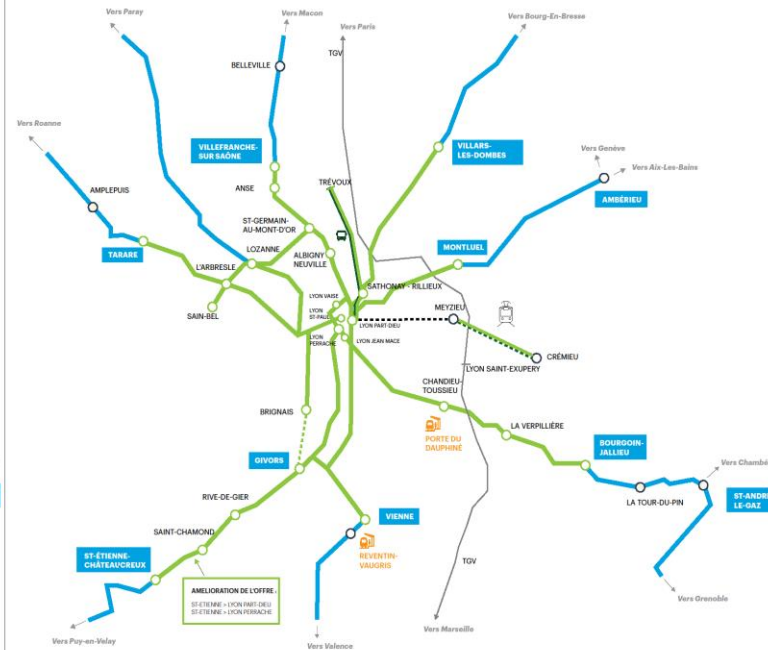 Vers Paray
Vers Macon
Vers Paris
Vers Bourg-En-Bresse
TGV
BELLEVILLE
Vers Roanne
VILLEFRANCHE-
SUR SAÔNE
VILLARS-
LES-DOMBES
Vers Genève
Vers Aix-Les-Bains
AMPLEPUIS
ANSE
TRÉVOUX
AMBÉRIEU
ST-GERMAIN-
AU-MONT-D'OR
TARARE
LOZANNE
ALBIGNY
NEUVILLE
MONTLUEL
L'ARBRESLE
SATHONAY - RILLIEUX
LYON VAISE
SAIN-BEL
LYON
ST-PAUL
MEYZIEU
LYON PART-DIEU
LYON
PERRACHE
LYON JEAN MACE
CRÉMIEU
LYON SAINT-EXUPERY
CHANDIEU-
TOUSSIEU
BRIGNAIS
LA VERPILLIÈRE
PORTE DU
DAUPHINÉ
BOURGOIN-
JALLIEU
GIVORS
Vers Chambé
LA TOUR-DU-PIN
ST-ANDRÉ
LE-GAZ
RIVE-DE-GIER
VIENNE
SAINT-CHAMOND
REVENTIN-
VAUGRIS
ST-ÉTIENNE-
CHÂTEAUCREUX
TGV
AMELIORATION DE L'OFFRE :
ST-ETIENNE > LYON PART-DIEU
ST-ETIENNE > LYON PERRACHE
Vers Grenoble
Vers Puy-en-Velay
Vers Valence
Vers Marseille